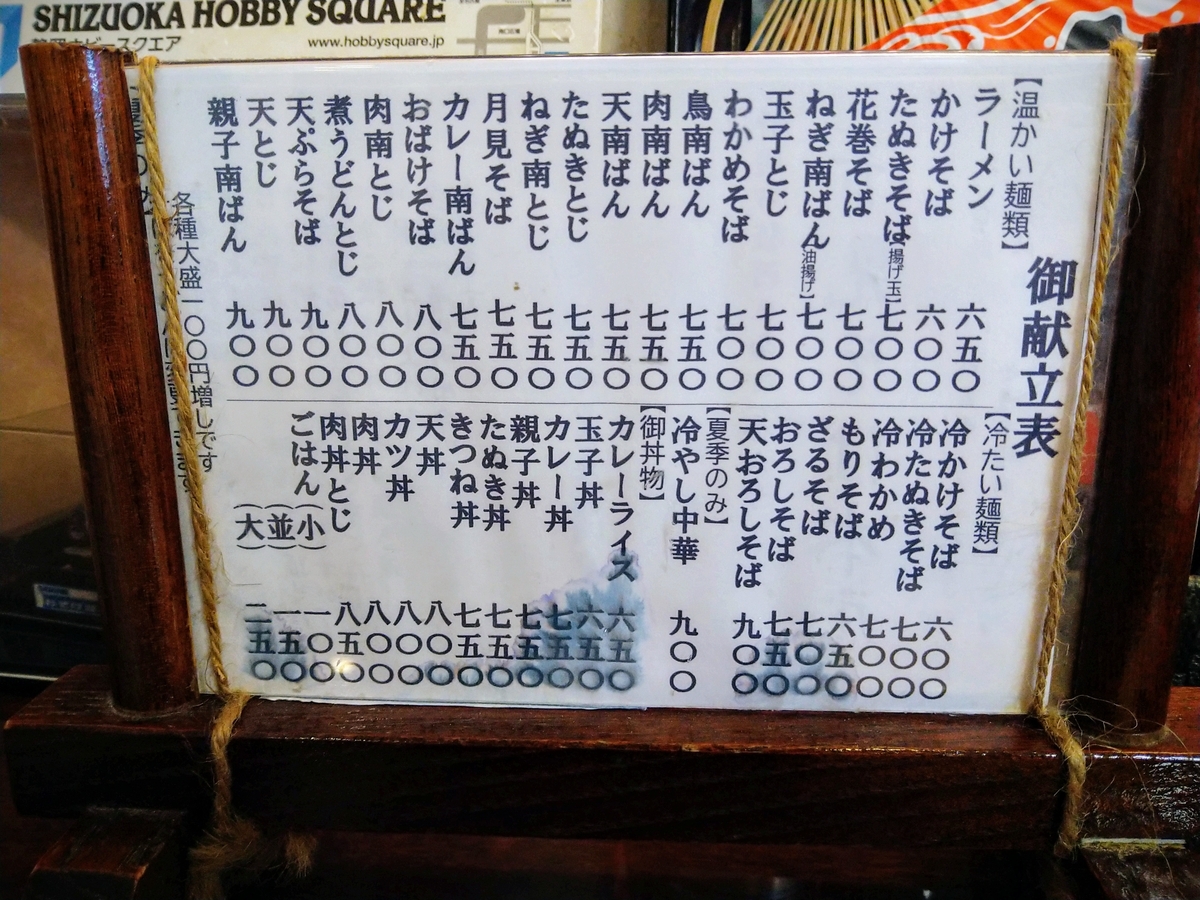 SHIZUOKA HOBBY SQUARE
www.hobbysquare.jp
御献立表
【温かい麺類】
ラーメン 六五〇
かけそば 六〇〇
たぬきそば【揚げ玉】 七〇〇
花巻そば 七〇〇
ねぎ南ばん【油揚げ】 七〇〇
玉子とじ 七〇〇
わかめそば 七〇〇
鳥南ばん 七五〇
肉南ばん 七五〇
天南ばん 七五〇
たぬきとじ 七五〇
ねぎ南とじ 七五〇
月見そば 七五〇
カレー南ばん 七五〇
おばけそば 八〇〇
肉南とじ 八〇〇
煮うどんとじ 八〇〇
天ぷらそば 九〇〇
天とじ 九〇〇
親子南ばん 九〇〇
【冷たい麺類】
冷かけそば 六〇〇
冷たぬきそば 七〇〇
冷わかめ 七〇〇
もりそば 六五〇
ざるそば 七〇〇
おろしそば 七五〇
天おろしそば 九〇〇
【夏季のみ】
冷やし中華 九〇〇
【御丼物】
カレーライス 六五〇
玉子丼 六五〇
カレー丼 七五〇
親子丼 七五〇
たぬき丼 七五〇
きつね丼 七五〇
天丼 八〇〇
カツ丼 八〇〇
肉丼 八〇〇
肉丼とじ 八五〇
ごはん(小) 一〇〇
(並) 一五〇
(大) 二五〇
各種大盛一〇〇円増しです